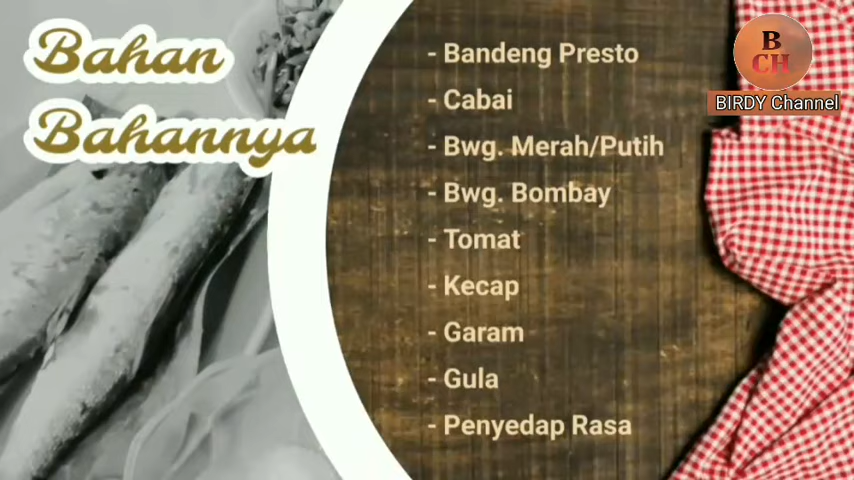 Bahan
Bahannya
- Bandeng Presto
- Cabai
- Bwg. Merah/Putih
- Bwg. Bombay
- Tomat
- Kecap
- Garam
- Gula
- Penyedap Rasa
B
CH
BIRDY Channel